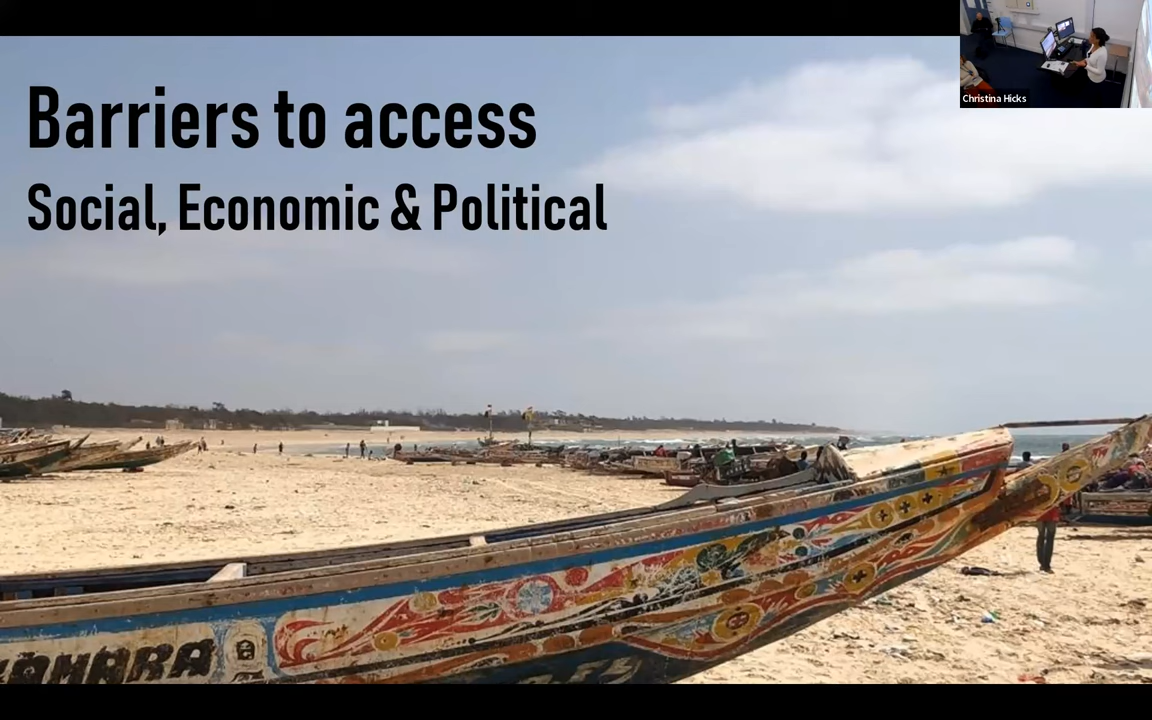 Barriers to access
Social, Economic & Political
Christina Hicks